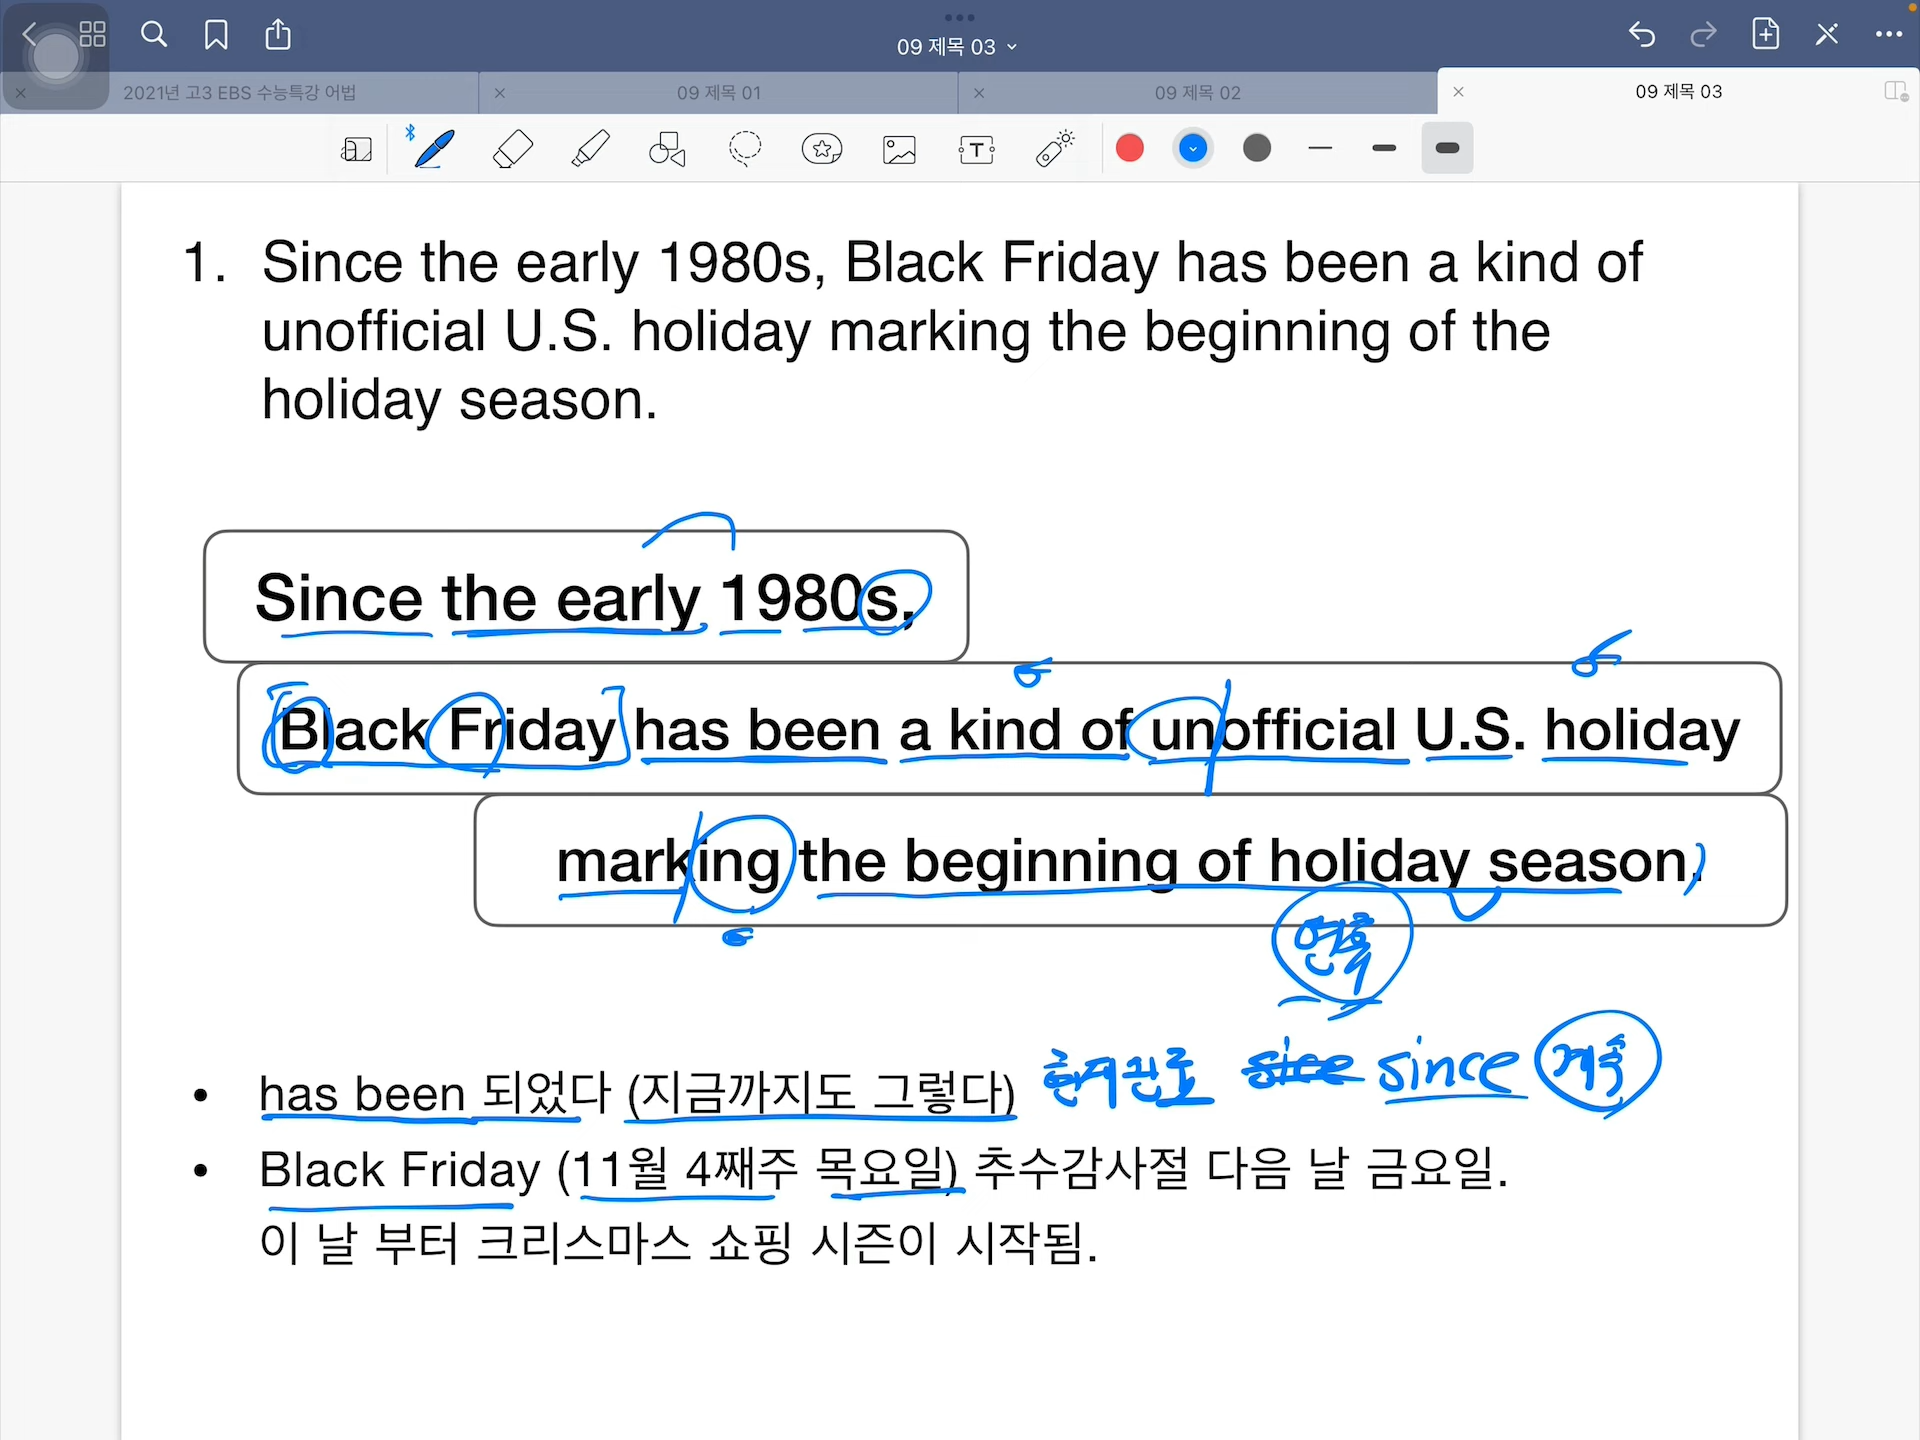 09 제목 03
2021년 고3 EBS 수능특강 어법
09 제목 01
09 제목 02
09 제목 03
1. Since the early 1980s, Black Friday has been a kind of
unofficial U.S. holiday marking the beginning of the
holiday season.
Since the early 1980s,
Black Friday has been a kind of unofficial U.S. holiday
marking the beginning of holiday season.
연휴
• has been 되었다 (지금까지도 그렇다) 현재완료 since 계속
• Black Friday (11월 4째주 목요일) 추수감사절 다음 날 금요일.
이 날 부터 크리스마스 쇼핑 시즌이 시작됨.